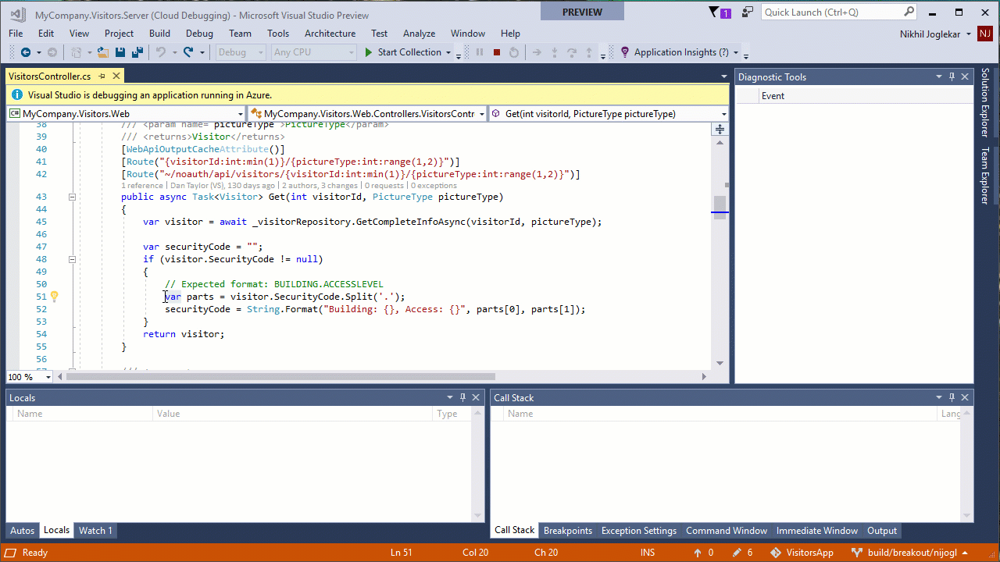 MyCompany.Visitors.Server (Cloud Debugging) - Microsoft Visual Studio Preview
PREVIEW
1
Quick Launch (Ctrl+Q)
File Edit View Project Build Debug Team Tools Architecture Test Analyze Window Help
Nikhil Joglekar NJ
Debug Any CPU Start Collection Application Insights (?)
VisitorsController.cs
Visual Studio is debugging an application running in Azure.
C# MyCompany.Visitors.Web MyCompany.Visitors.Web.Controllers.VisitorsContr Get(int visitorId, PictureType pictureType)
38 /// <param name= pictureType >PictureType</param>
39 /// <returns>Visitor</returns>
40 [WebApiOutputCacheAttribute()]
41 [Route("{visitorId:int:min(1)}/{pictureType:int:range(1,2)}")]
42 [Route("~/noauth/api/visitors/{visitorId:int:min(1)}/{pictureType:int:range(1,2)}")]
1 reference | Dan Taylor (VS), 130 days ago | 2 authors, 3 changes | 0 requests | 0 exceptions
43 public async Task<Visitor> Get(int visitorId, PictureType pictureType)
44 {
45 var visitor = await _visitorRepository.GetCompleteInfoAsync(visitorId, pictureType);
46
47 var securityCode = "";
48 if (visitor.SecurityCode != null)
49 {
50 // Expected format: BUILDING.ACCESSLEVEL
51 var parts = visitor.SecurityCode.Split('.');
52 securityCode = String.Format("Building: {}, Access: {}", parts[0], parts[1]);
53 }
54 return visitor;
55 }
56
100 %
Diagnostic Tools
Event
Solution Explorer
Team Explorer
Locals
Name Value Type
Autos Locals Watch 1
Call Stack
Name Lang
Call Stack Breakpoints Exception Settings Command Window Immediate Window Output
Ready Ln 51 Col 20 Ch 20 INS 0 6 VisitorsApp build/breakout/nijogl